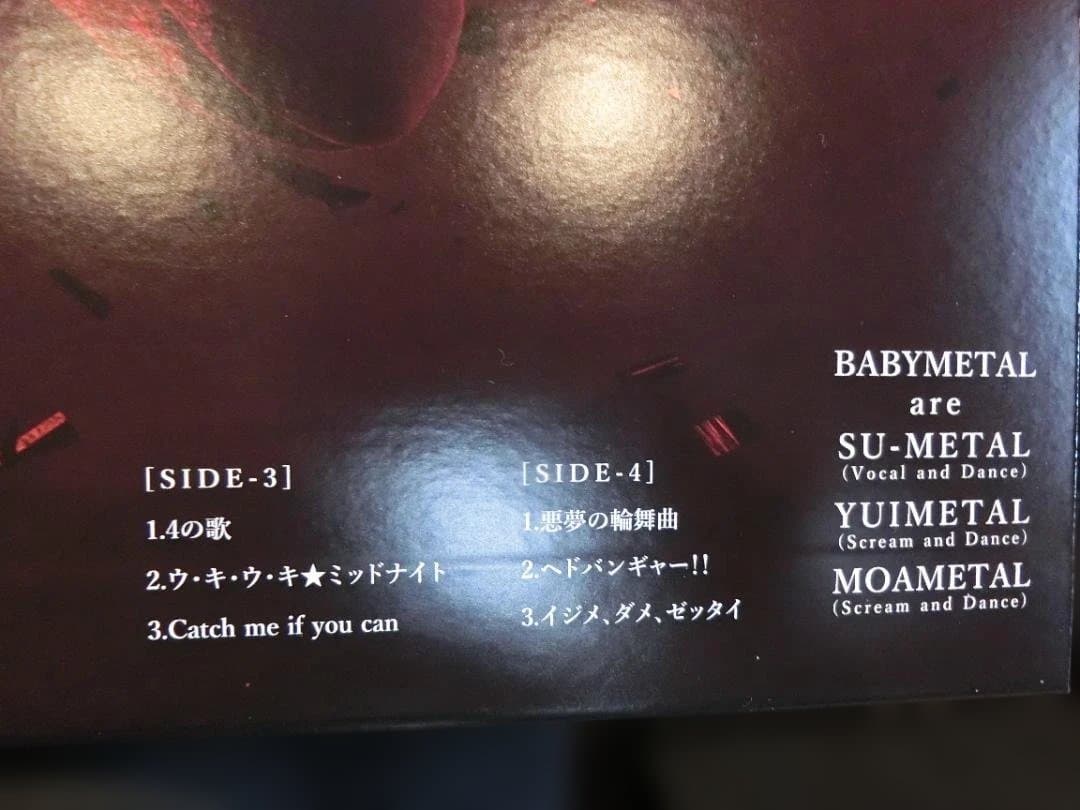 [SIDE-3]
1.4の歌
2.ウ・キ・ウ・キ★ミッドナイト
3.Catch me if you can
[SIDE-4]
1.悪夢の輪舞曲
2.ヘドバンギャー!!
3.イジメ、ダメ、ゼッタイ
BABYMETAL
are
SU-METAL
(Vocal and Dance)
YUIMETAL
(Scream and Dance)
MOAMETAL
(Scream and Dance)